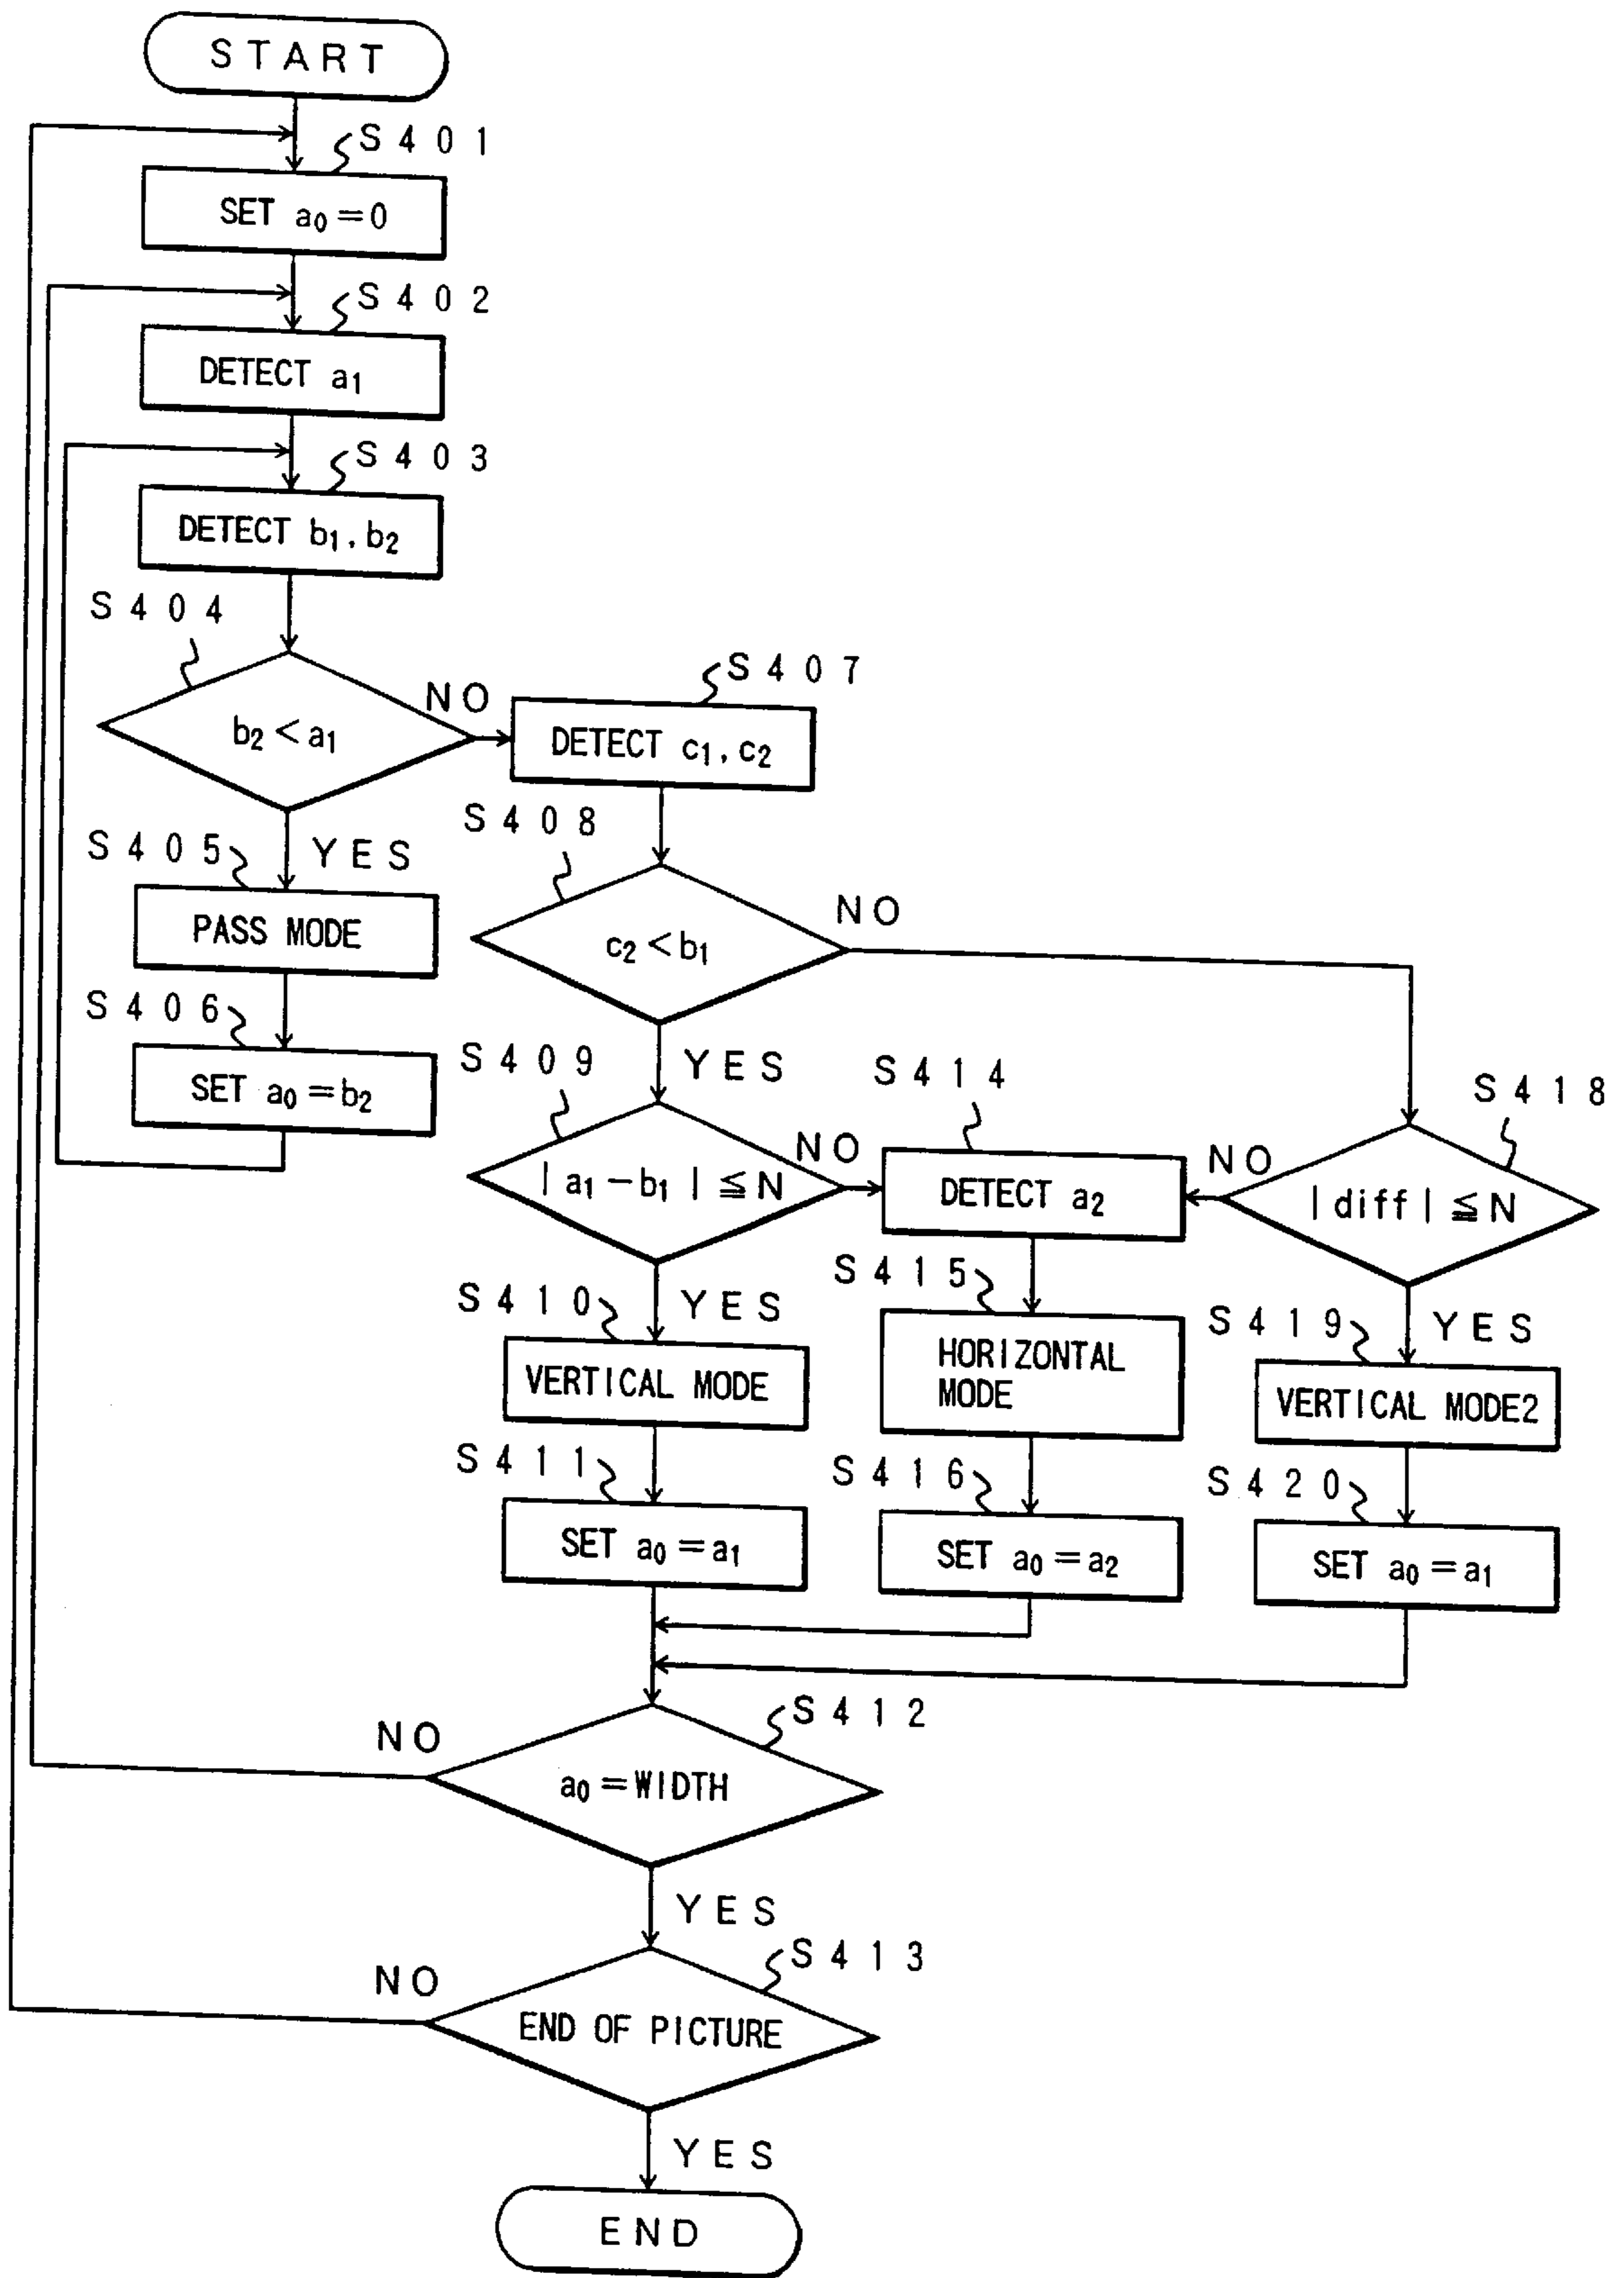 START
S401
SET a₀=0
S402
DETECT a₁
S403
DETECT b₁,b₂
S404
b₂<a₁
NO
S407
DETECT c₁,c₂
YES
S405
PASS MODE
S406
SET a₀=b₂
S408
c₂<b₁
NO
YES
S409
|a₁-b₁|≦N
NO
S414
DETECT a₂
NO
S418
|diff|≦N
YES
S410
VERTICAL MODE
S415
HORIZONTAL
MODE
YES
S419
VERTICAL MODE2
S411
SET a₀=a₁
S416
SET a₀=a₂
S420
SET a₀=a₁
S412
NO
a₀=WIDTH
YES
S413
NO
END OF PICTURE
YES
END